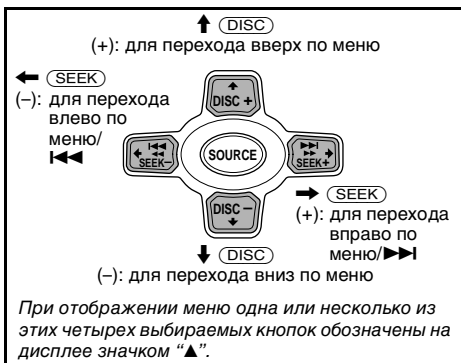 ↑ (DISC)
(+): для перехода вверх по меню
← (SEEK)
(–): для перехода
влево по
меню/
|◀◀
DISC +
|◀◀
◀◀
SEEK–
SOURCE
▶▶|
▶▶
SEEK+
DISC –
→ (SEEK)
(+): для перехода
вправо по
меню/▶▶|
↓ (DISC)
(–): для перехода вниз по меню
При отображении меню одна или несколько из
этих четырех выбираемых кнопок обозначены на
дисплее значком “▲”.